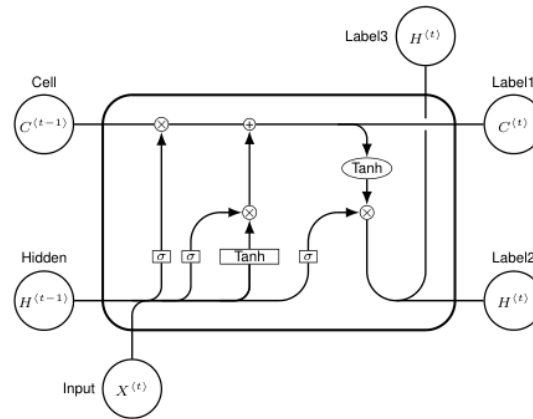 Label3
H⟨t⟩
Cell
Label1
C⟨t−1⟩
×
+
C⟨t⟩
Tanh
×
×
Hidden
σ
σ
Tanh
σ
Label2
H⟨t−1⟩
H⟨t⟩
Input
X⟨t⟩